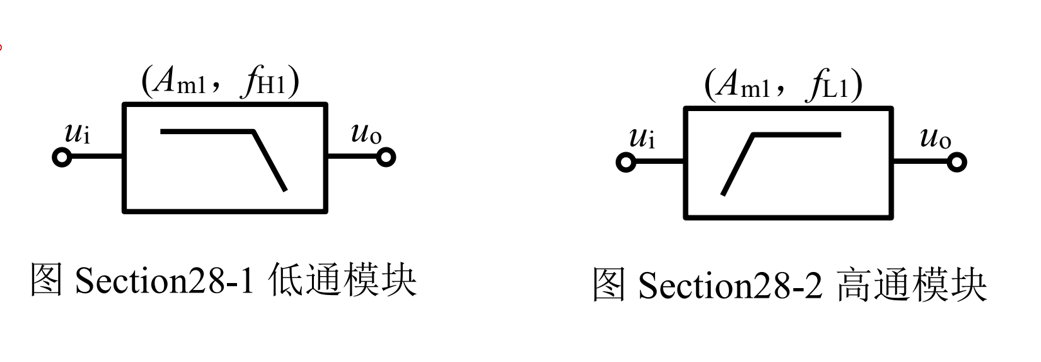 (Am1， fH1)
ui
uo
图 Section28-1 低通模块
(Am1， fL1)
ui
uo
图 Section28-2 高通模块